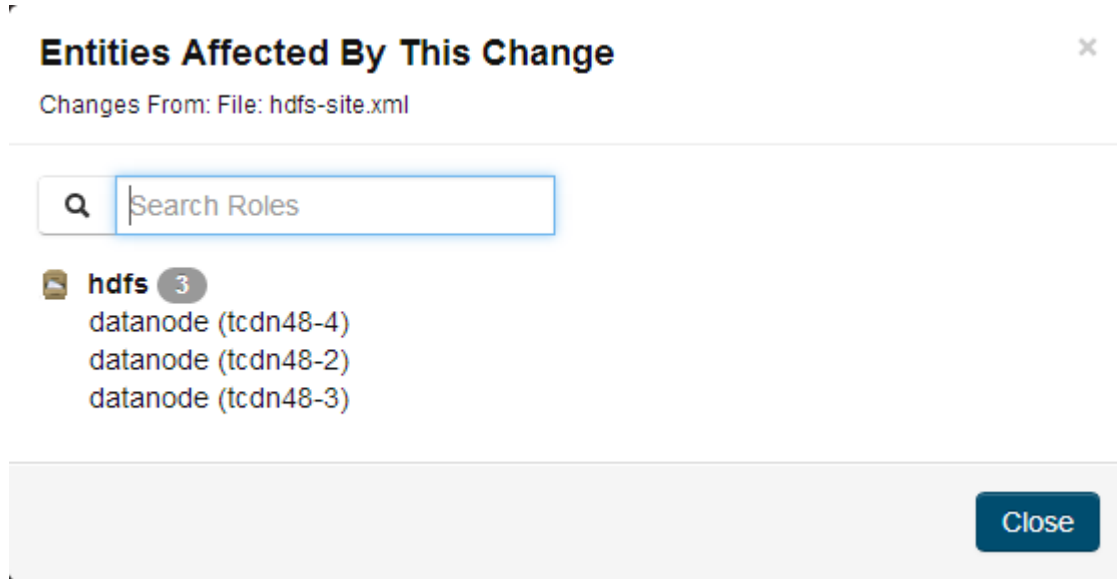 Entities Affected By This Change
×
Changes From: File: hdfs-site.xml
Search Roles
hdfs 3
datanode (tcdn48-4)
datanode (tcdn48-2)
datanode (tcdn48-3)
Close